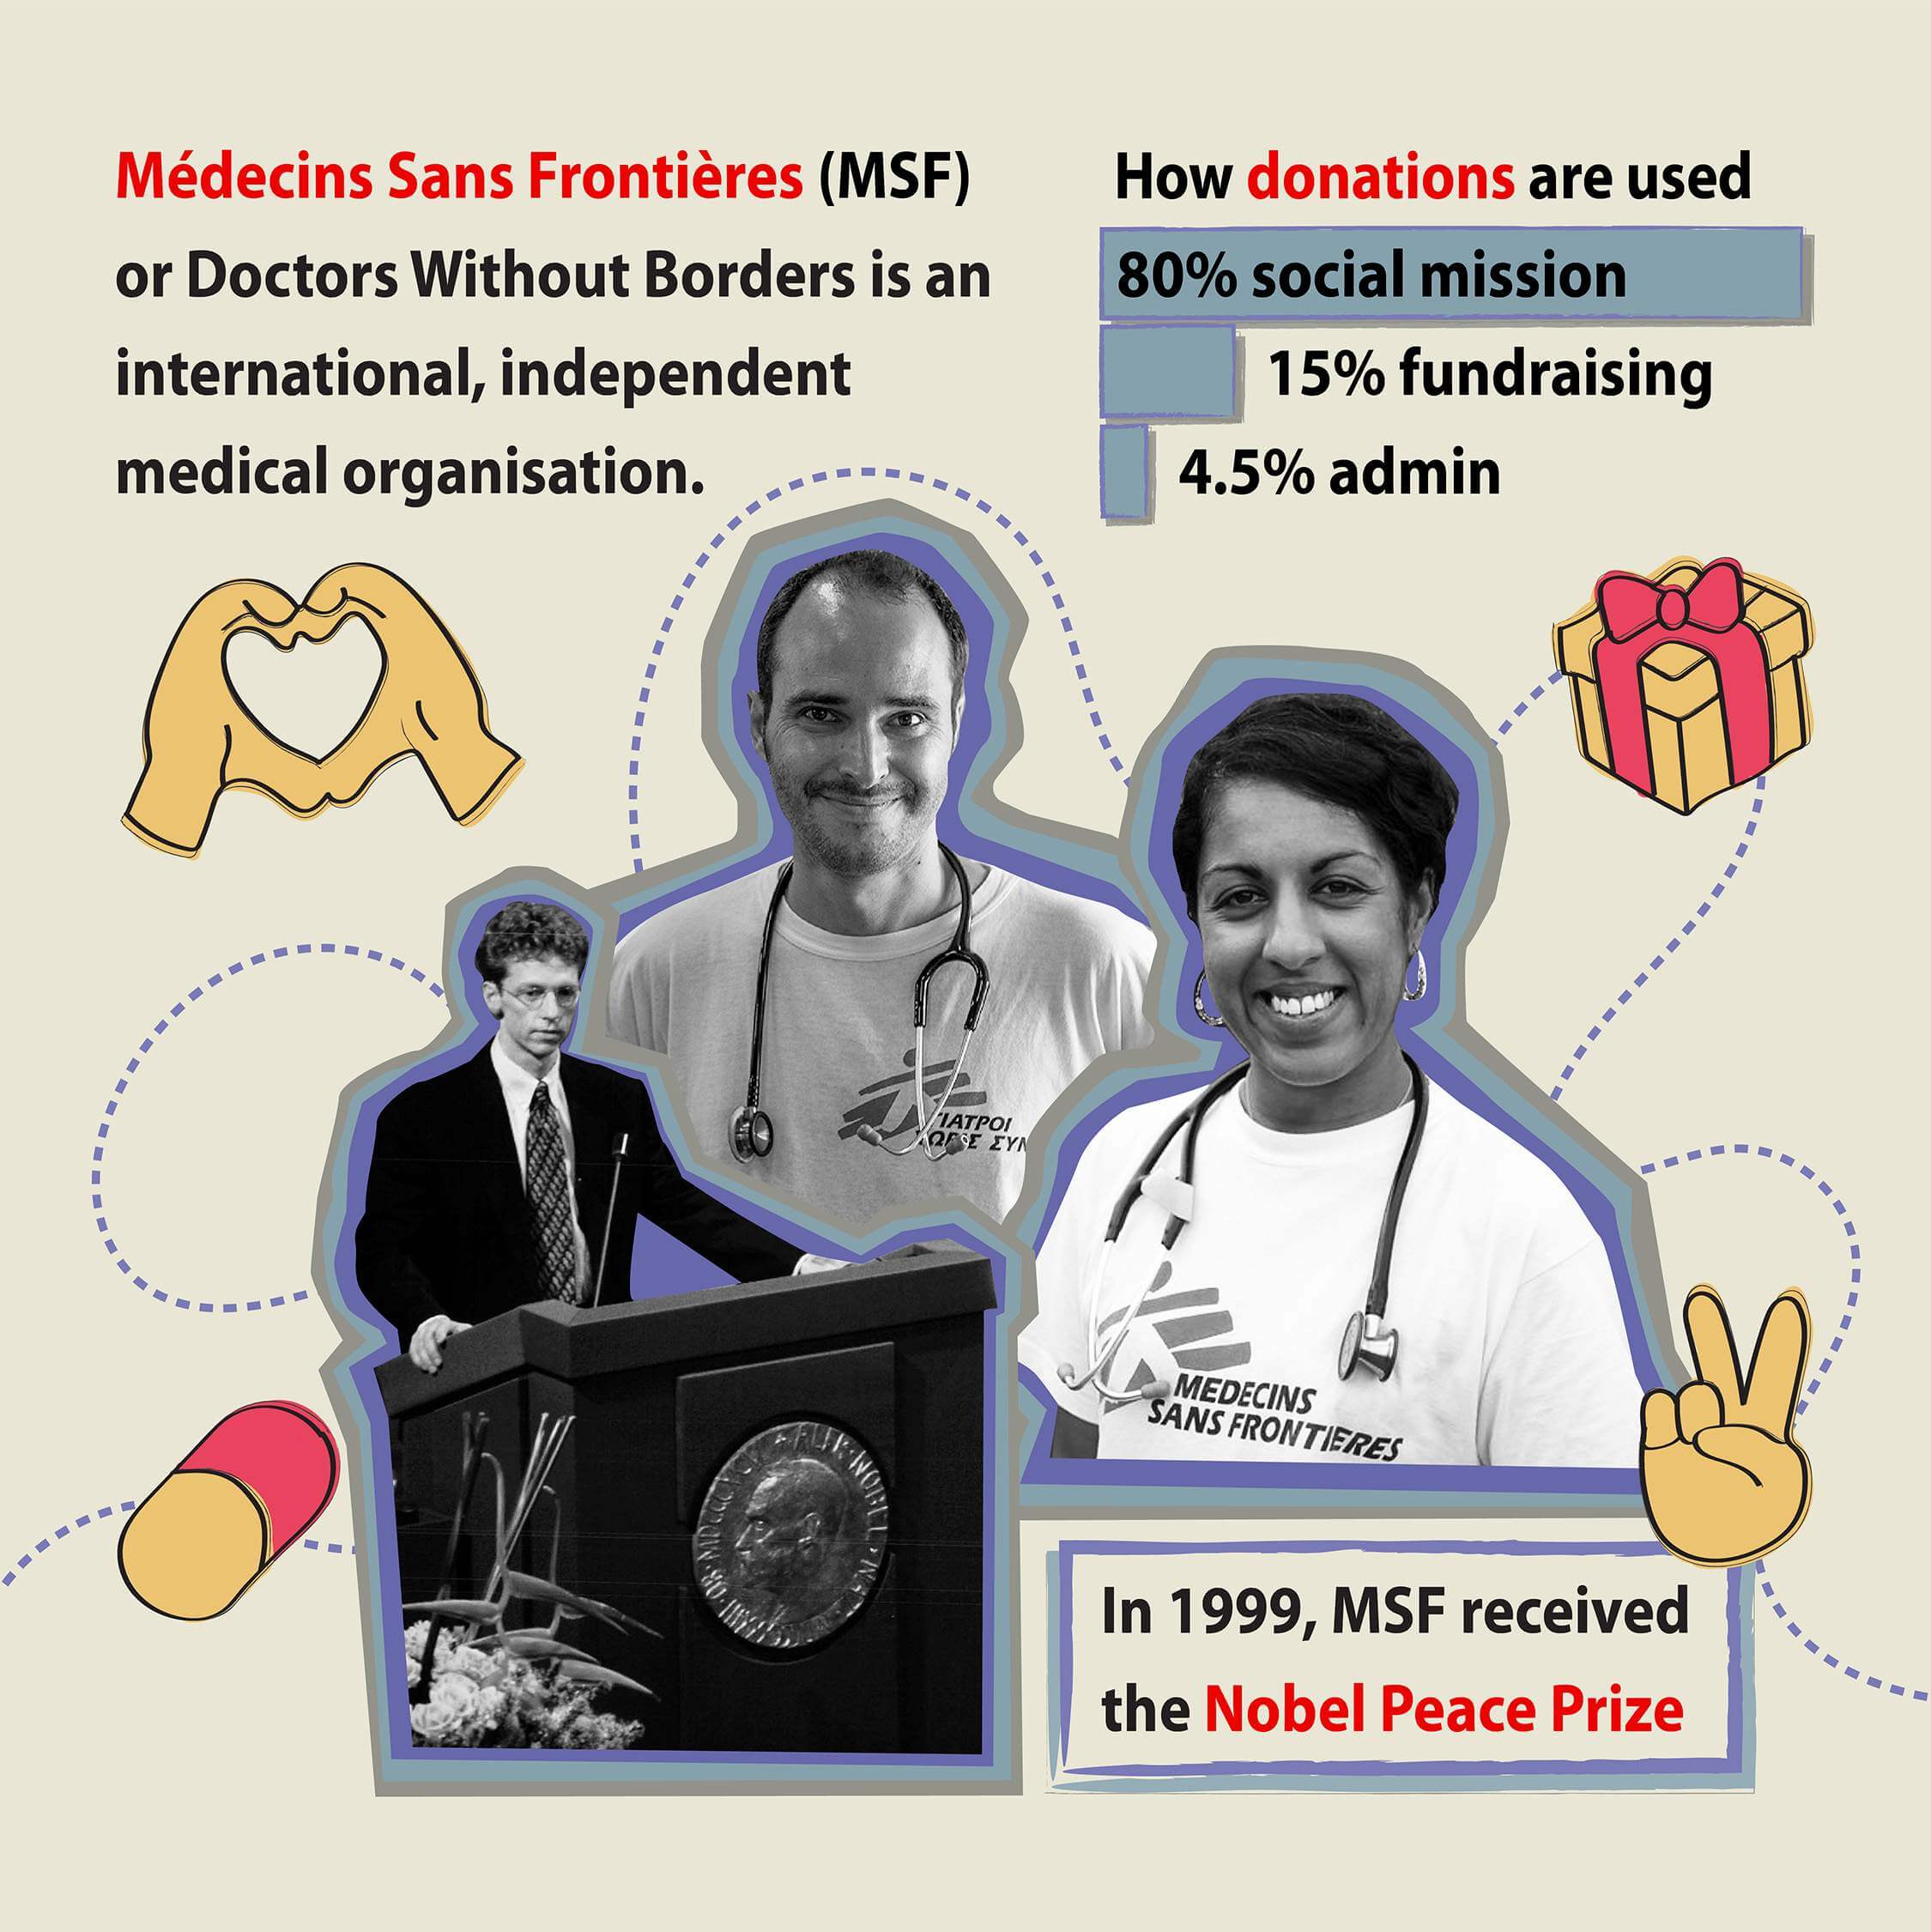 Médecins Sans Frontières (MSF)
or Doctors Without Borders is an
international, independent
medical organisation.
How donations are used
80% social mission
15% fundraising
4.5% admin
ΓΙΑΤΡΟΙ
MEDECINS
SANS FRONTIERES
In 1999, MSF received
the Nobel Peace Prize